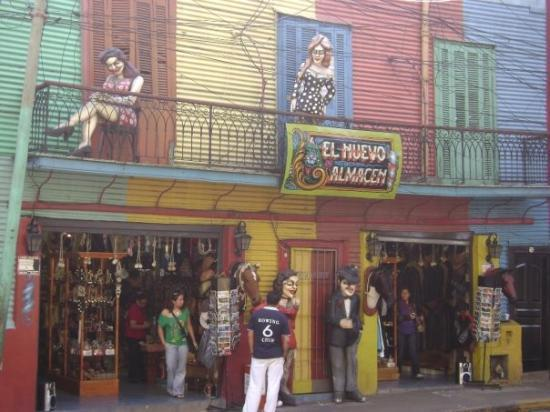 EL NUEVO
ALMACEN
ROWING
6
CLUB